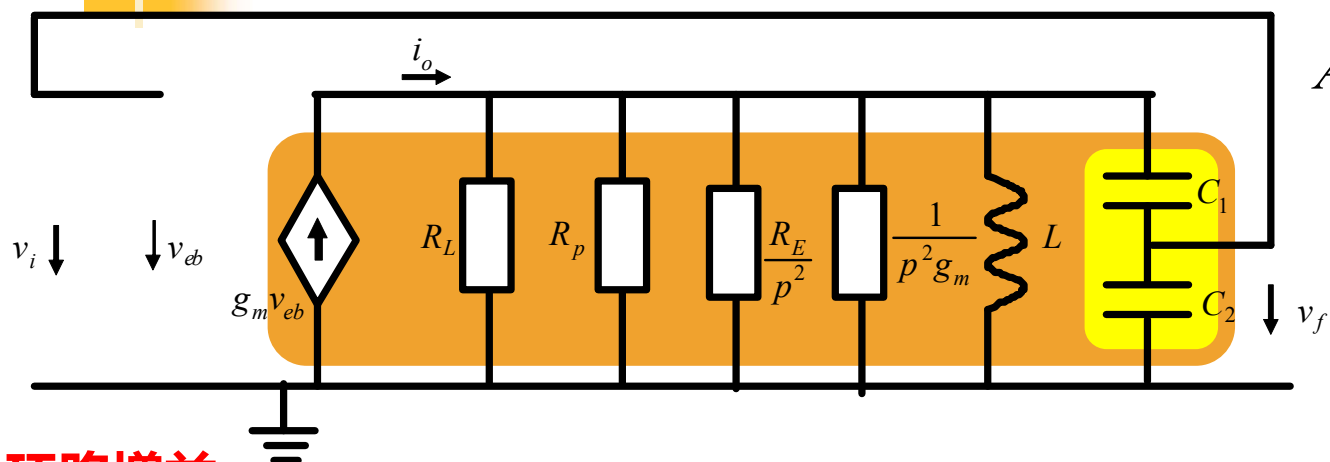 i_o
A
v_i
v_eb
g_m v_eb
R_L
R_p
R_E/p^2
1/(p^2 g_m)
L
C_1
C_2
v_f